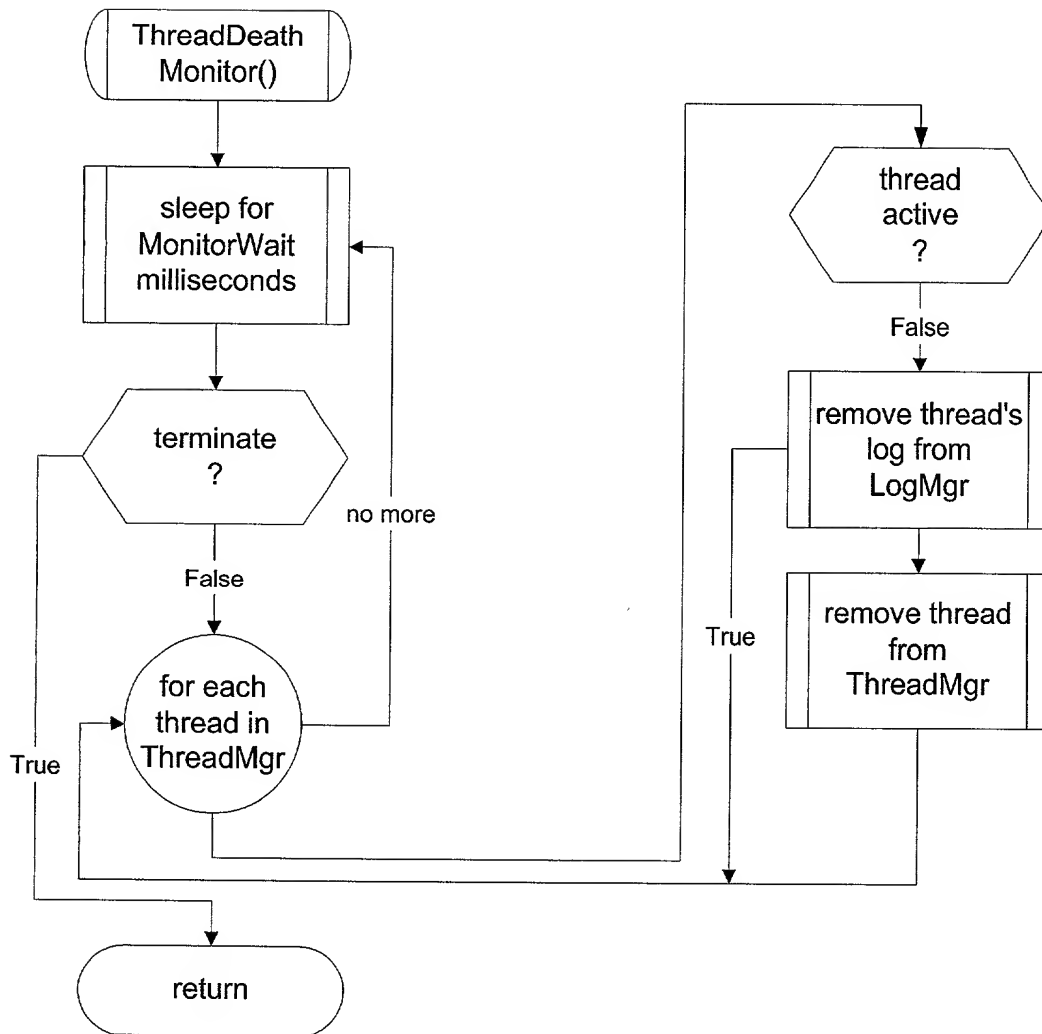 ThreadDeath
Monitor()
sleep for
MonitorWait
milliseconds
terminate
?
no more
False
for each
thread in
ThreadMgr
True
return
thread
active
?
False
remove thread's
log from
LogMgr
True
remove thread
from
ThreadMgr